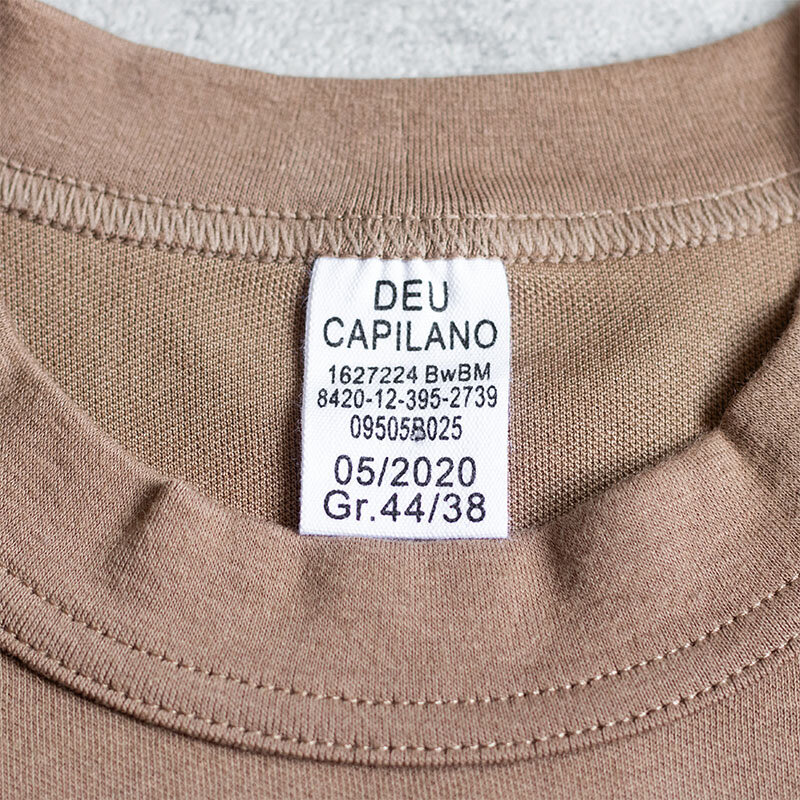 DEU
CAPILANO
1627224 BwBM
8420-12-395-2739
09505B025
05/2020
Gr.44/38